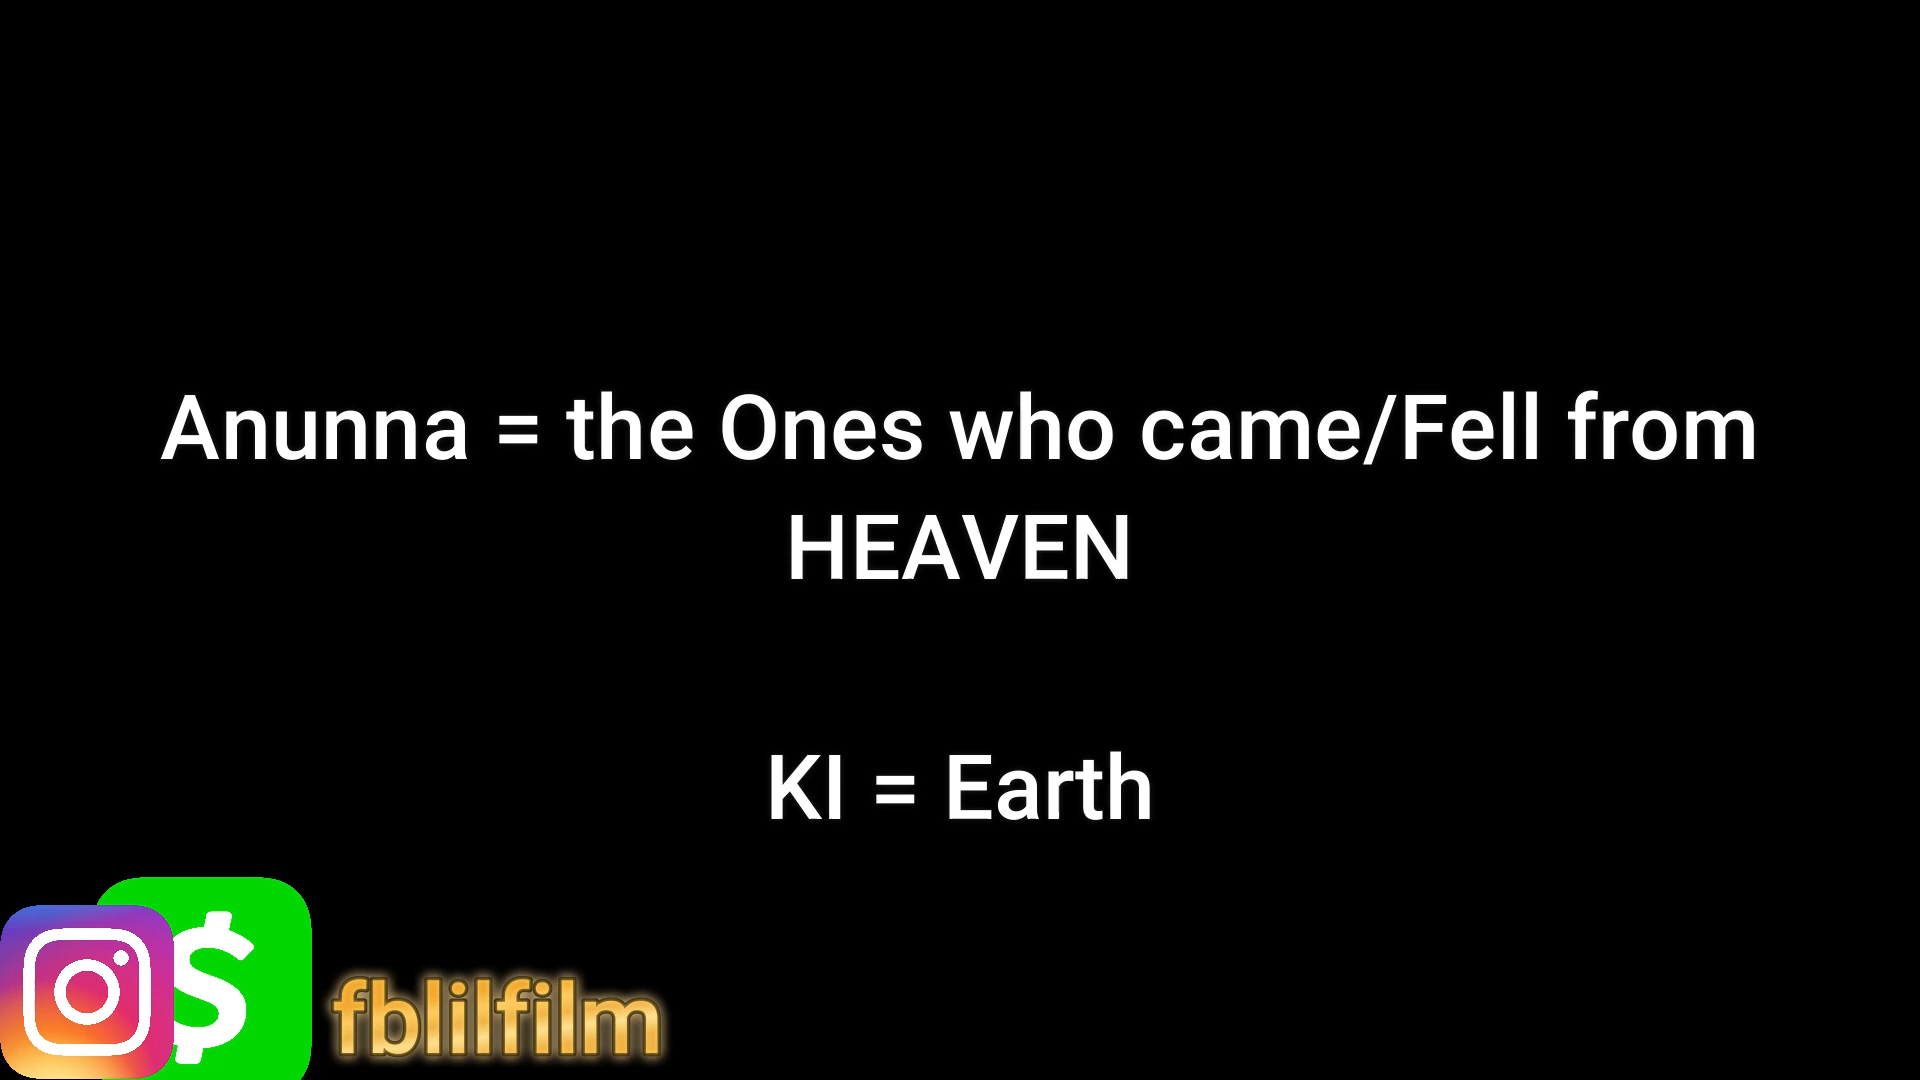 Anunna = the Ones who came/Fell from
HEAVEN
KI = Earth
$
fblilfilm